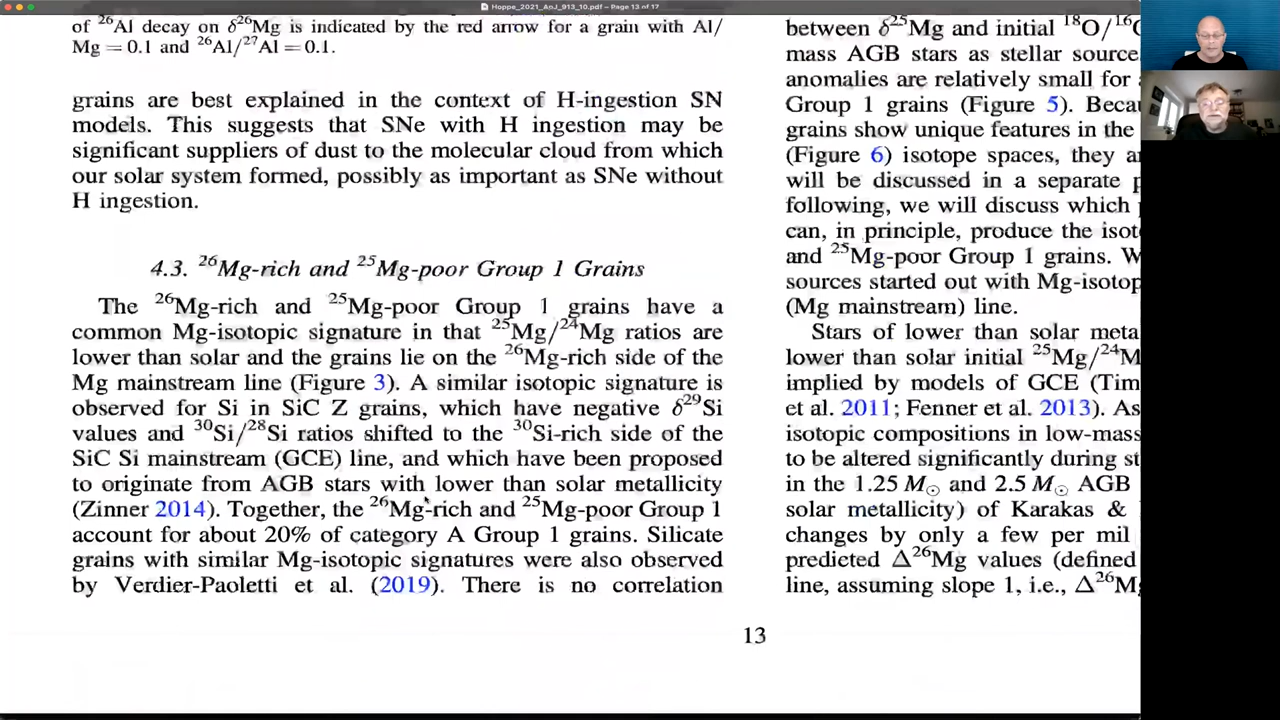 Hoppe_2021_AnJ_913_10.pdf - Page 13 of 17
of ²⁶Al decay on δ²⁶Mg is indicated by the red arrow for a grain with Al/
Mg = 0.1 and ²⁶Al/²⁷Al = 0.1.
grains are best explained in the context of H-ingestion SN
models. This suggests that SNe with H ingestion may be
significant suppliers of dust to the molecular cloud from which
our solar system formed, possibly as important as SNe without
H ingestion.
4.3. ²⁶Mg-rich and ²⁵Mg-poor Group 1 Grains
The ²⁶Mg-rich and ²⁵Mg-poor Group 1 grains have a
common Mg-isotopic signature in that ²⁵Mg/²⁴Mg ratios are
lower than solar and the grains lie on the ²⁶Mg-rich side of the
Mg mainstream line (Figure 3). A similar isotopic signature is
observed for Si in SiC Z grains, which have negative δ²⁹Si
values and ³⁰Si/²⁸Si ratios shifted to the ³⁰Si-rich side of the
SiC Si mainstream (GCE) line, and which have been proposed
to originate from AGB stars with lower than solar metallicity
(Zinner 2014). Together, the ²⁶Mg-rich and ²⁵Mg-poor Group 1
account for about 20% of category A Group 1 grains. Silicate
grains with similar Mg-isotopic signatures were also observed
by Verdier-Paoletti et al. (2019). There is no correlation
between δ²⁵Mg and initial ¹⁸O/¹⁶O
mass AGB stars as stellar source
anomalies are relatively small for
Group 1 grains (Figure 5). Becau
grains show unique features in the
(Figure 6) isotope spaces, they a
will be discussed in a separate p
following, we will discuss which
can, in principle, produce the isot
and ²⁵Mg-poor Group 1 grains. W
sources started out with Mg-isotop
(Mg mainstream) line.
Stars of lower than solar meta
lower than solar initial ²⁵Mg/²⁴M
implied by models of GCE (Tim
et al. 2011; Fenner et al. 2013). As
isotopic compositions in low-mass
to be altered significantly during st
in the 1.25 M☉ and 2.5 M☉ AGB
solar metallicity) of Karakas &
changes by only a few per mil
predicted Δ²⁶Mg values (defined
line, assuming slope 1, i.e., Δ²⁶M
13